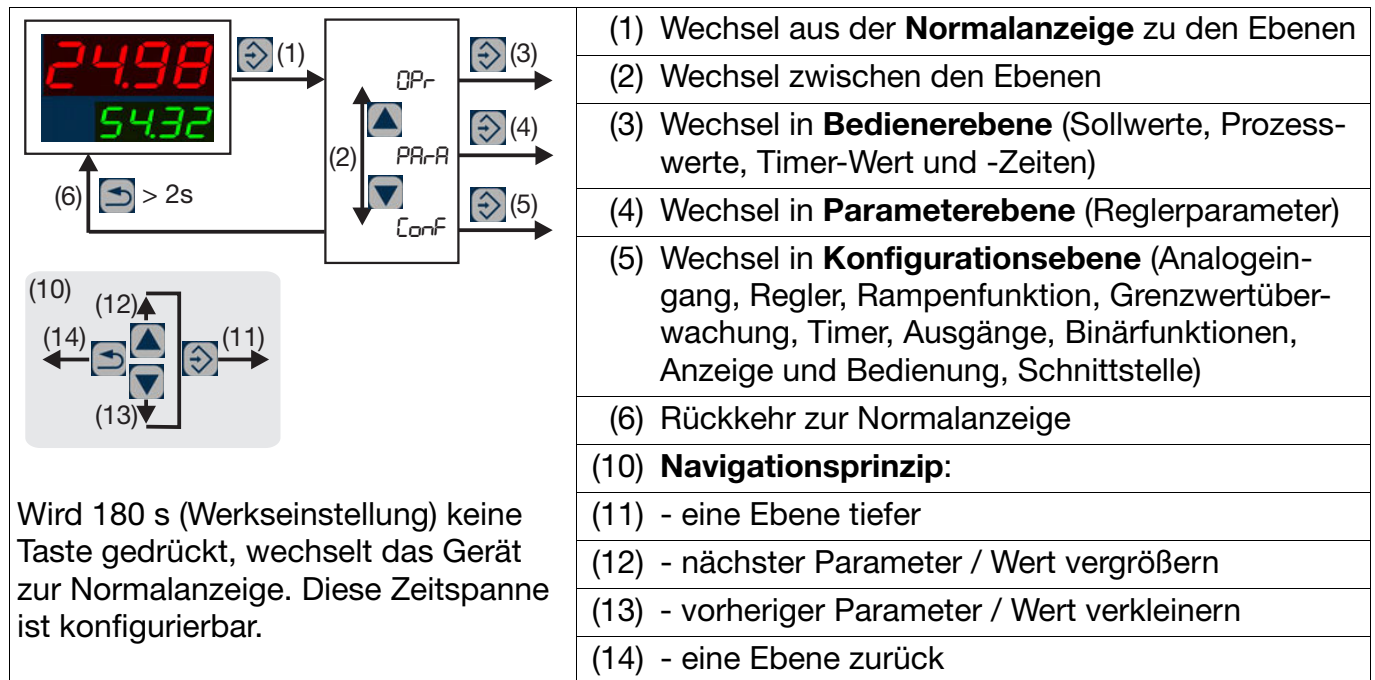 24.98
54.32
(1)
OPr
PArA
ConF
(2)
(3)
(4)
(5)
(6) > 2s
(10)
(12)
(14)
(11)
(13)
Wird 180 s (Werkseinstellung) keine
Taste gedrückt, wechselt das Gerät
zur Normalanzeige. Diese Zeitspanne
ist konfigurierbar.
(1) Wechsel aus der Normalanzeige zu den Ebenen
(2) Wechsel zwischen den Ebenen
(3) Wechsel in Bedienerebene (Sollwerte, Prozess-
werte, Timer-Wert und -Zeiten)
(4) Wechsel in Parameterebene (Reglerparameter)
(5) Wechsel in Konfigurationsebene (Analogein-
gang, Regler, Rampenfunktion, Grenzwertüber-
wachung, Timer, Ausgänge, Binärfunktionen,
Anzeige und Bedienung, Schnittstelle)
(6) Rückkehr zur Normalanzeige
(10) Navigationsprinzip:
(11) - eine Ebene tiefer
(12) - nächster Parameter / Wert vergrößern
(13) - vorheriger Parameter / Wert verkleinern
(14) - eine Ebene zurück